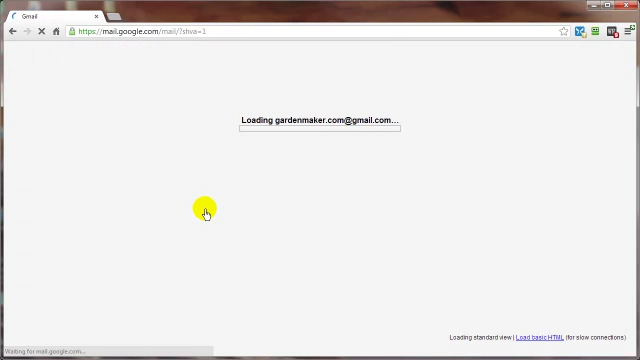 Gmail
https://mail.google.com/mail/?shva=1
Loading gardenmaker.com@gmail.com...
Loading standard view | Load basic HTML (for slow connections)
Waiting for mail.google.com...